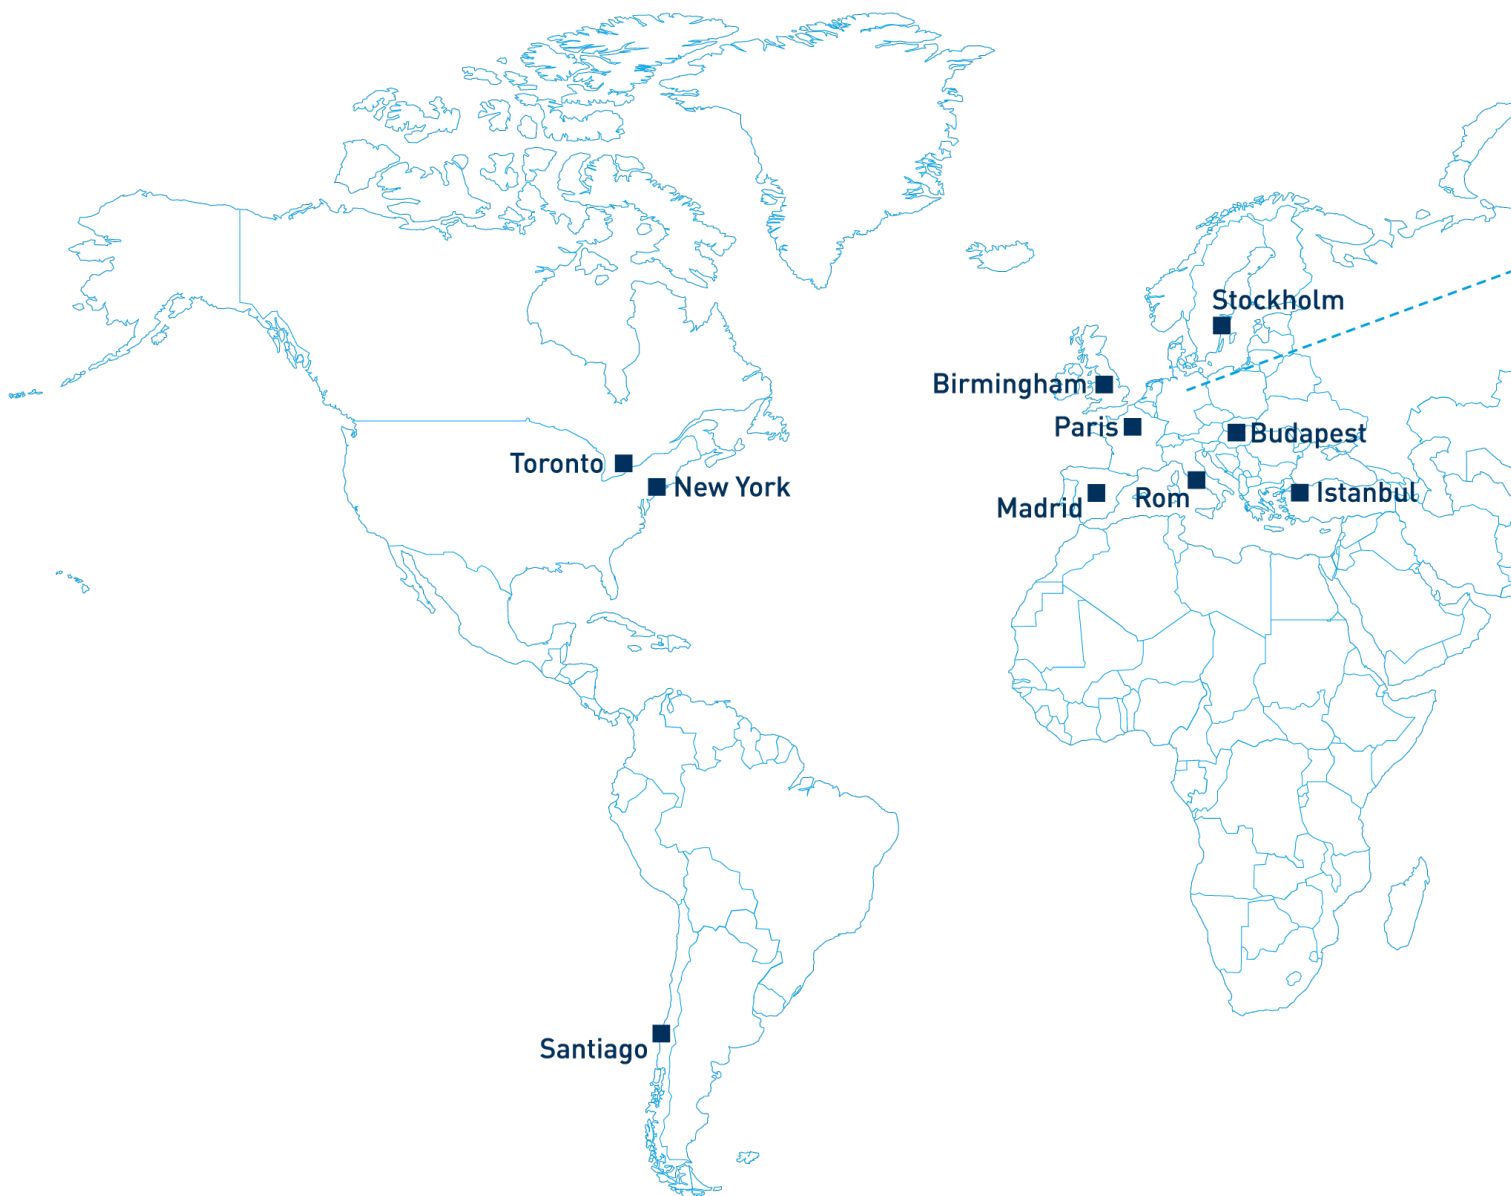 Stockholm
Birmingham
Paris
Budapest
Toronto
New York
Madrid
Rom
Istanbul
Santiago